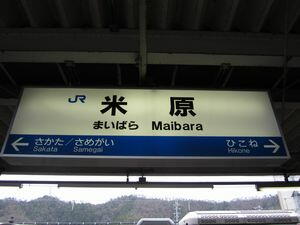 JR 米原
まいばら Maibara
← さかた／さめがい ひこね →
Sakata Samegai Hikone